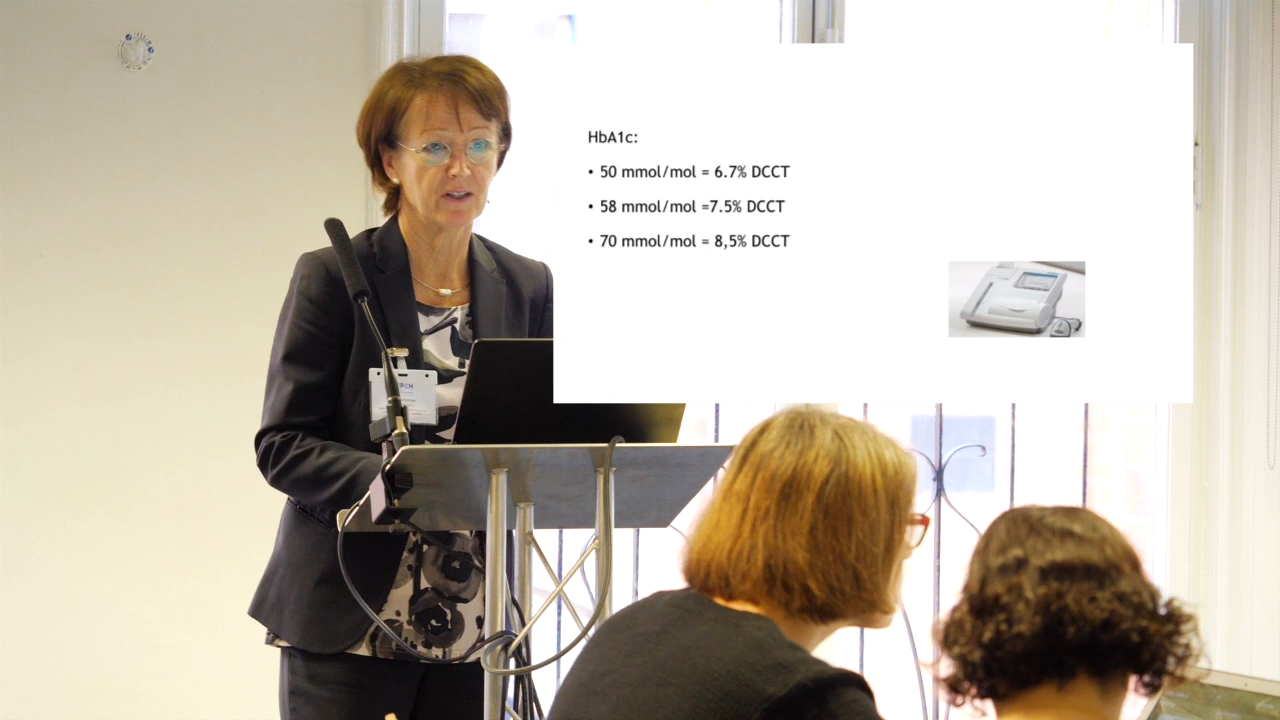 HbA1c:
• 50 mmol/mol = 6.7% DCCT
• 58 mmol/mol =7.5% DCCT
• 70 mmol/mol = 8,5% DCCT